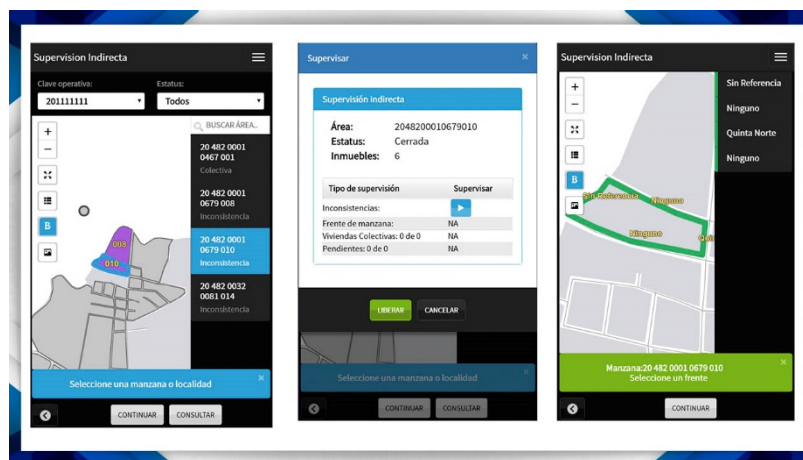 Supervision Indirecta
Clave operativa:
Estatus:
201111111
Todos
+
−
B
BUSCAR ÁREA..
20 482 0001
0467 001
Colectiva
20 482 0001
0679 008
Inconsistencia
20 482 0001
0679 010
Inconsistencia
20 482 0032
0081 014
Inconsistencia
008
010
Seleccione una manzana o localidad
×
CONTINUAR
CONSULTAR
Supervisar
×
Supervisión Indirecta
Área: 2048200010679010
Estatus: Cerrada
Inmuebles: 6
Tipo de supervisión Supervisar
Inconsistencias:
Frente de manzana: NA
Viviendas Colectivas: 0 de 0 NA
Pendientes: 0 de 0 NA
LIBERAR
CANCELAR
Seleccione una manzana o localidad
×
CONTINUAR
CONSULTAR
Supervision Indirecta
+
−
B
Sin Referencia
Ninguno
Quinta Norte
Ninguno
Sin Referencia
Ninguno
Ninguno
Quin
Manzana:20 482 0001 0679 010
Seleccione un frente
×
CONTINUAR